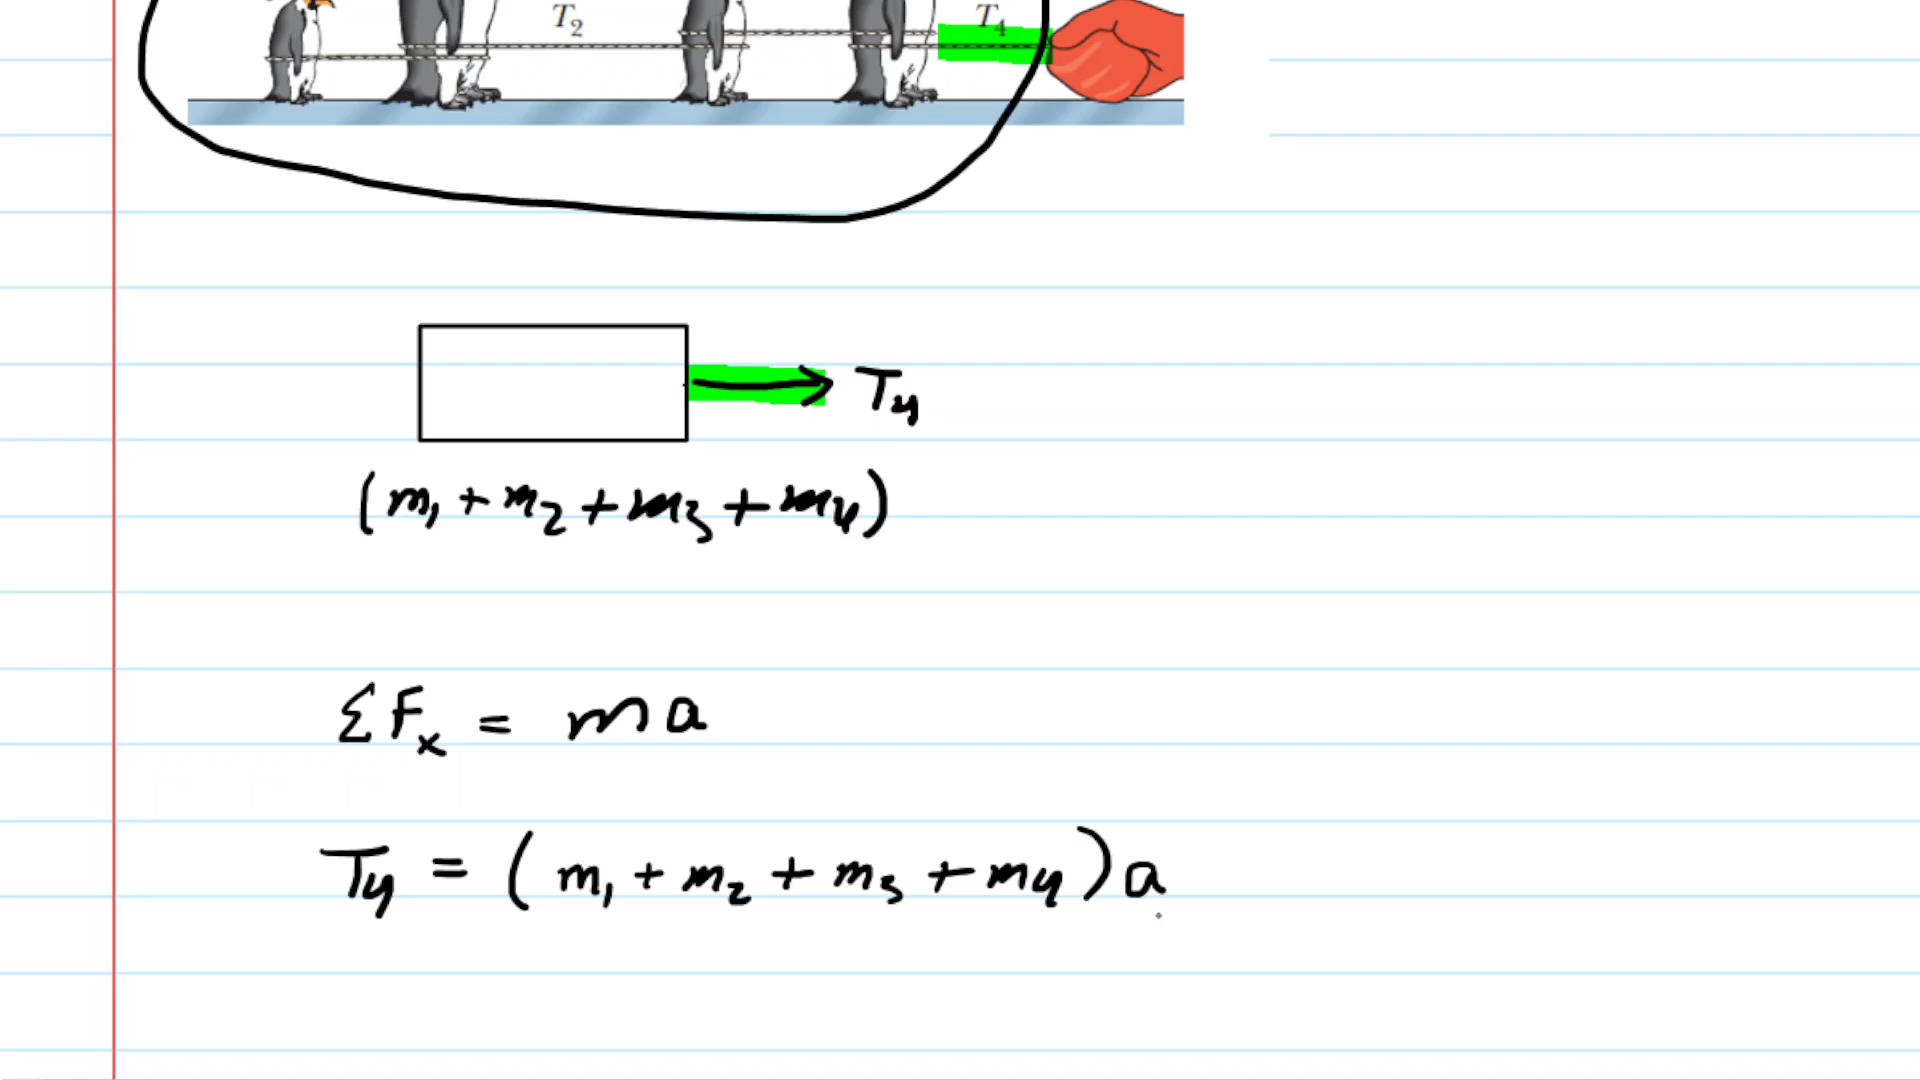 T₂ T₄
T₄
(m₁ + m₂ + m₃ + m₄)
ΣFₓ = ma
T₄ = (m₁ + m₂ + m₃ + m₄)a